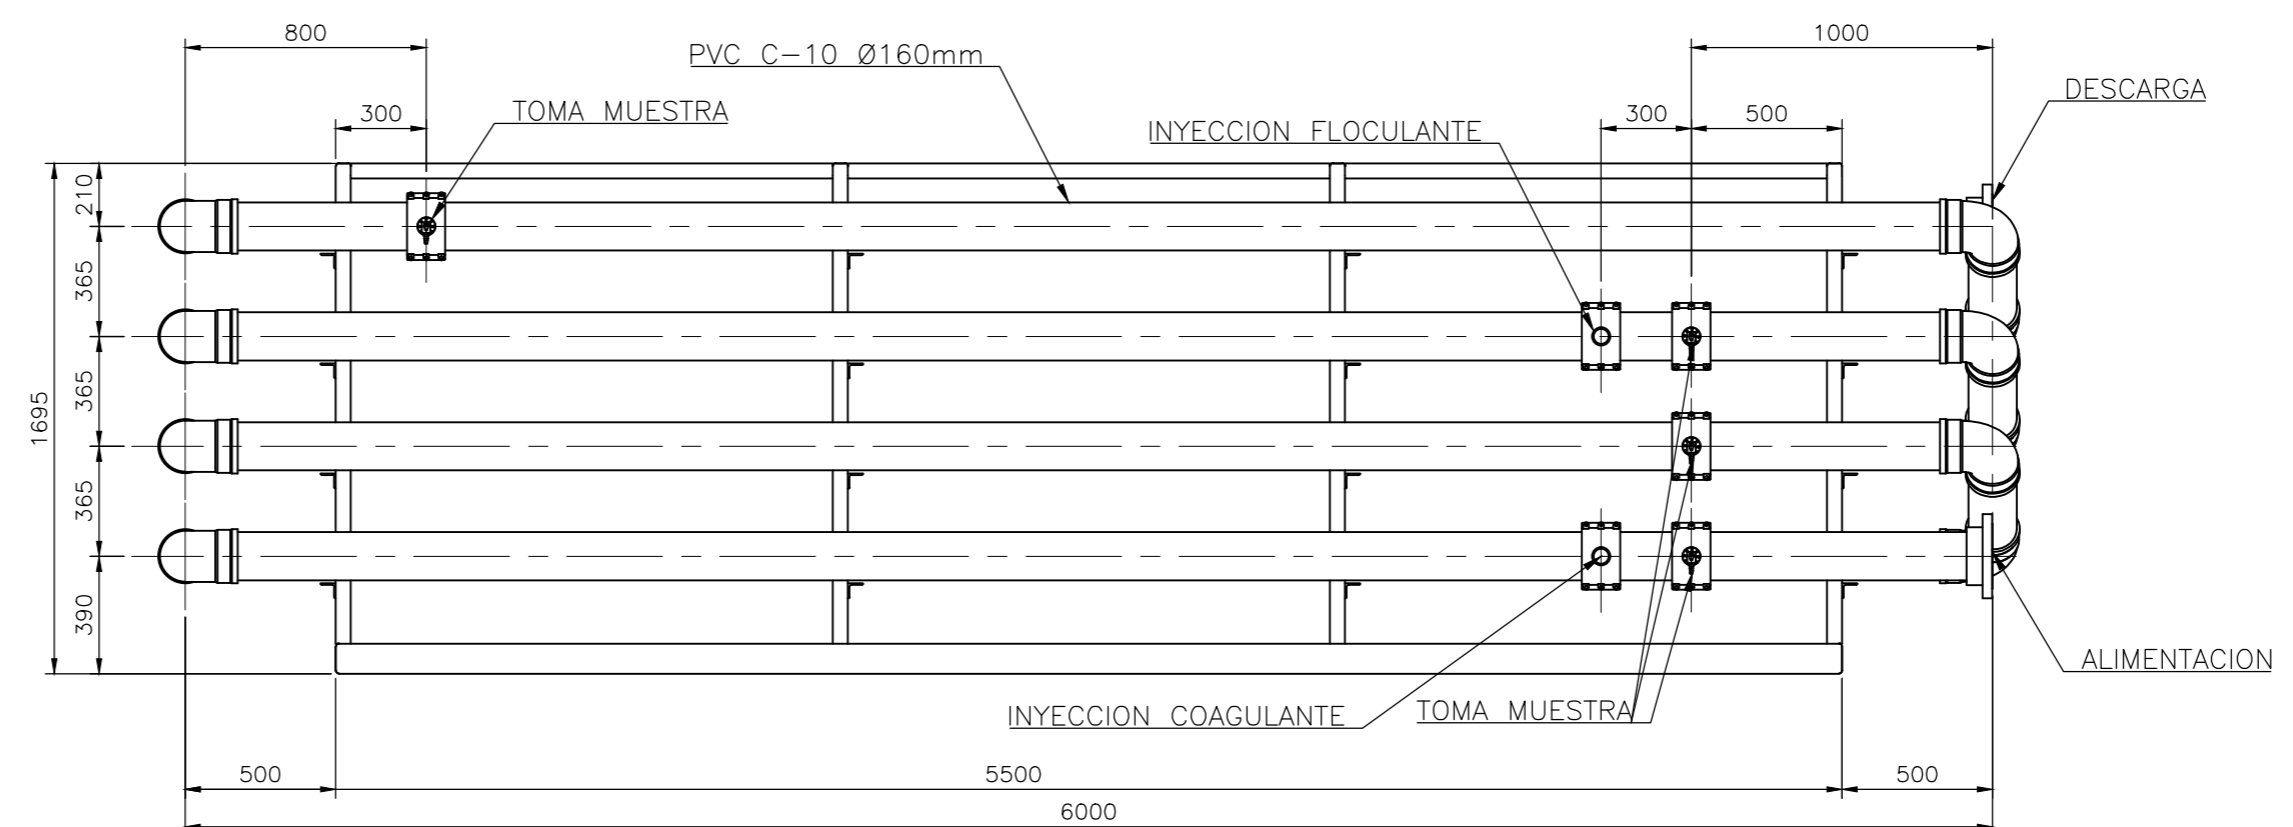 800
PVC C-10 Ø160mm
1000
DESCARGA
300
TOMA MUESTRA
INYECCION FLOCULANTE
300
500
210
365
365
1695
365
390
ALIMENTACION
INYECCION COAGULANTE
TOMA MUESTRA
500
5500
500
6000